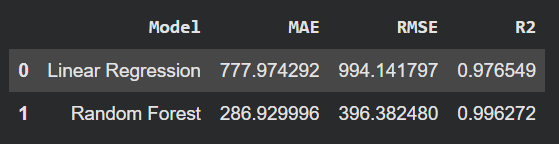 Model MAE RMSE R2
0 Linear Regression 777.974292 994.141797 0.976549
1 Random Forest 286.929996 396.382480 0.996272